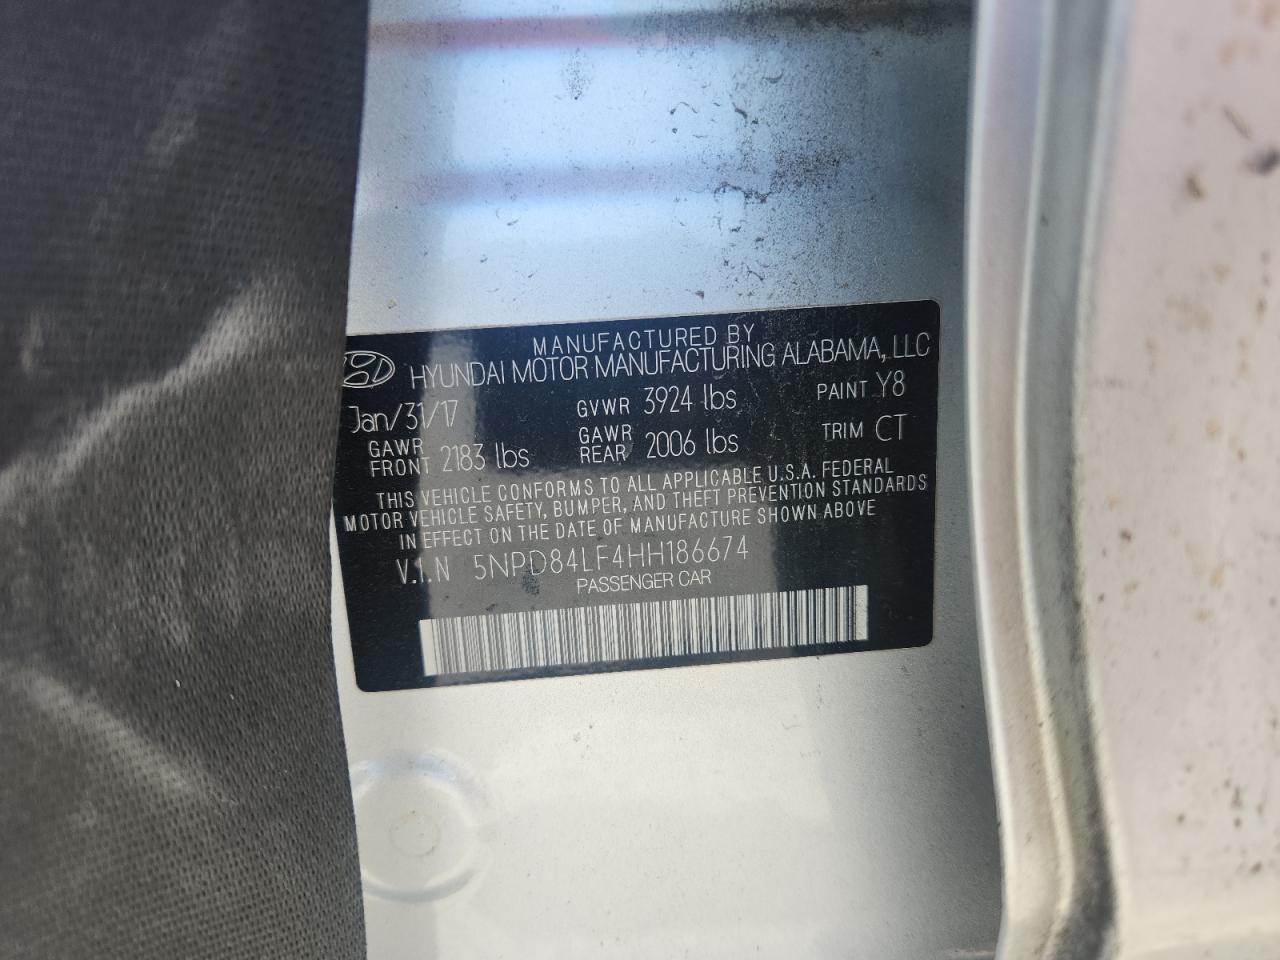 MANUFACTURED BY
HYUNDAI MOTOR MANUFACTURING ALABAMA, LLC
Jan/31/17 GVWR 3924 lbs PAINT Y8
GAWR FRONT 2183 lbs GAWR REAR 2006 lbs TRIM CT
THIS VEHICLE CONFORMS TO ALL APPLICABLE U.S.A. FEDERAL
MOTOR VEHICLE SAFETY, BUMPER, AND THEFT PREVENTION STANDARDS
IN EFFECT ON THE DATE OF MANUFACTURE SHOWN ABOVE
V.I.N 5NPD84LF4HH186674
PASSENGER CAR